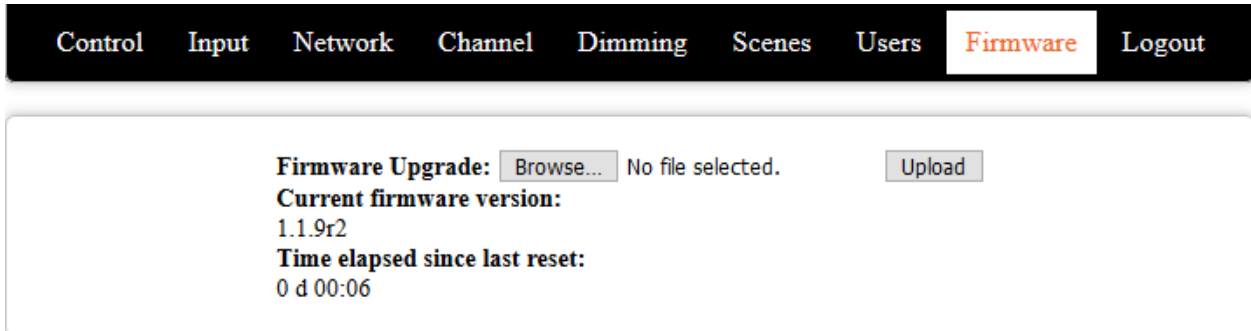 Control Input Network Channel Dimming Scenes Users Firmware Logout
Firmware Upgrade: Browse... No file selected. Upload
Current firmware version:
1.1.9r2
Time elapsed since last reset:
0 d 00:06